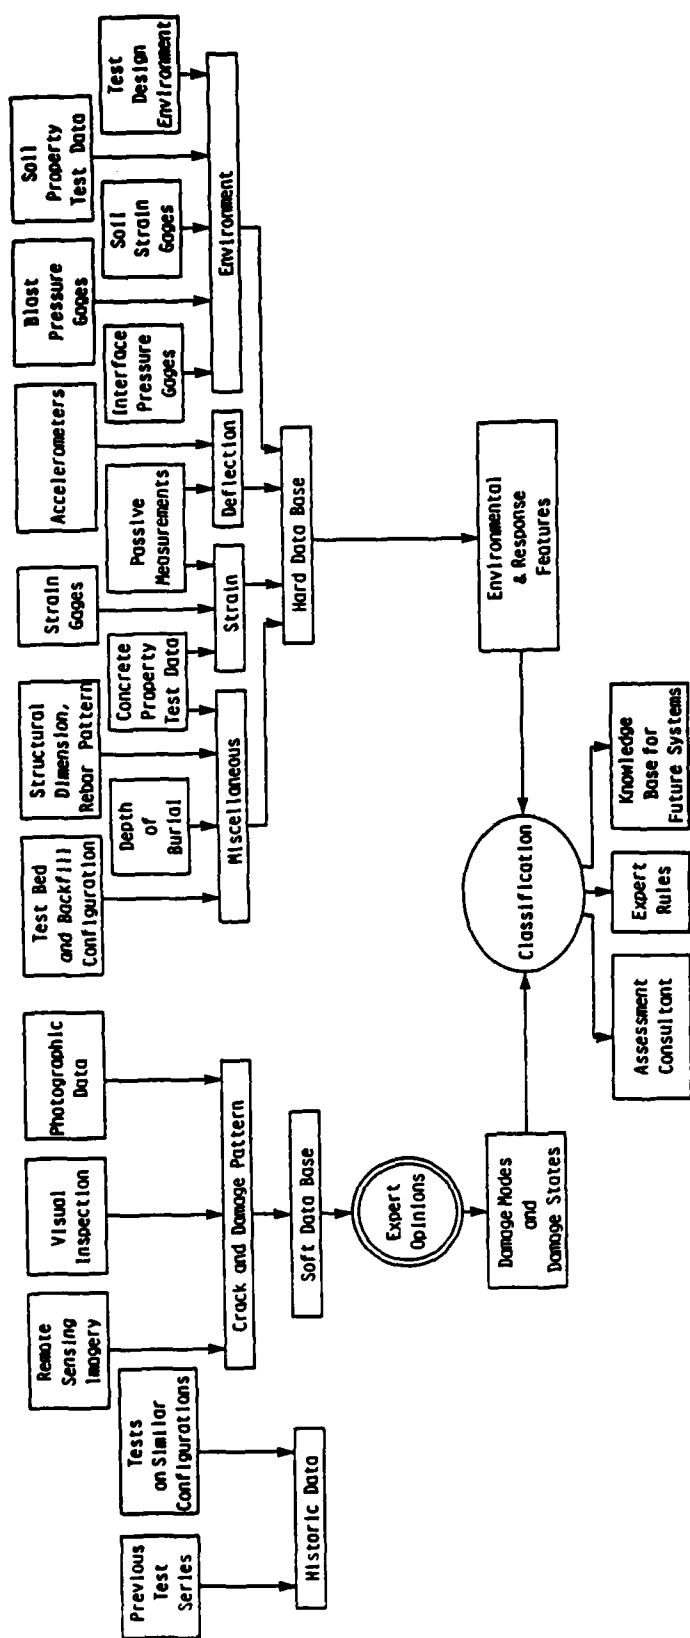 Previous
Test
Series
Tests
on Similar
Configurations
Historic Data
Remote
Sensing
Imagery
Visual
Inspection
Photographic
Data
Crack and Damage Pattern
Soft Data Base
Expert
Opinions
Damage Modes
and
Damage States
Test Bed
and Backfill
Configuration
Depth
of
Burial
Structural
Dimension,
Rebar Pattern
Concrete
Property
Test Data
Miscellaneous
Strain
Gages
Passive
Measurements
Strain
Accelerometers
Deflection
Interface
Pressure
Gages
Blast
Pressure
Gages
Soil
Strain
Gages
Soil
Property
Test Data
Test
Design
Environment
Environment
Hard Data Base
Environmental
& Response
Features
Classification
Assessment
Consultant
Expert
Rules
Knowledge
Base for
Future Systems